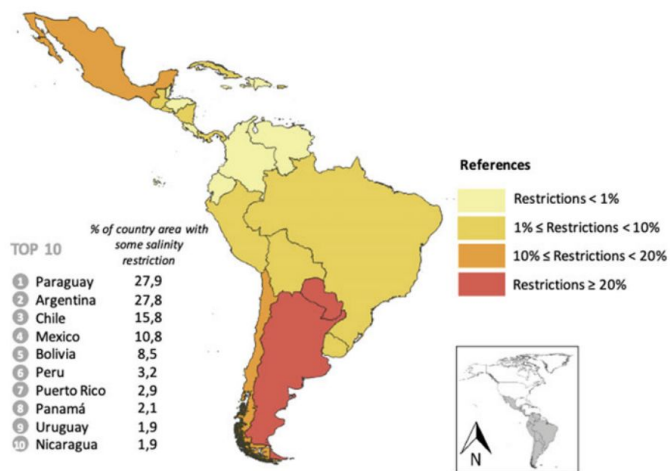 References
Restrictions < 1%
1% ≤ Restrictions < 10%
10% ≤ Restrictions < 20%
Restrictions ≥ 20%
TOP 10
% of country area with
some salinity
restriction
1 Paraguay 27,9
2 Argentina 27,8
3 Chile 15,8
4 Mexico 10,8
5 Bolivia 8,5
6 Peru 3,2
7 Puerto Rico 2,9
8 Panamá 2,1
9 Uruguay 1,9
10 Nicaragua 1,9
N